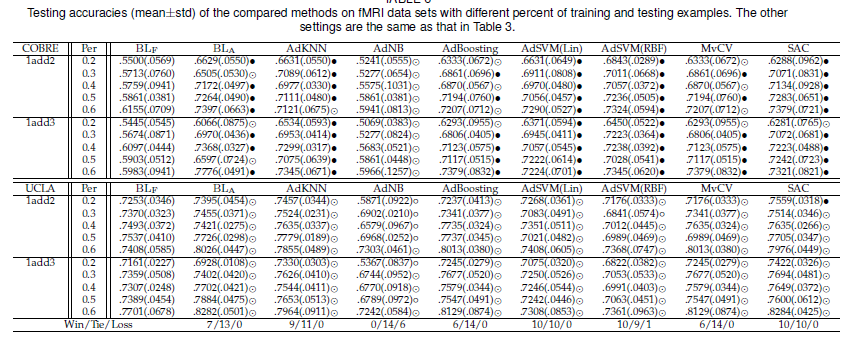 TABLE 6
Testing accuracies (mean±std) of the compared methods on fMRI data sets with different percent of training and testing examples. The other
settings are the same as that in Table 3.
COBRE Per BL_F BL_A AdKNN AdNB AdBoosting AdSVM(Lin) AdSVM(RBF) MvCV SAC
1add2 0.2 .5500(.0569) .6629(.0550)● .6631(.0550)● .5241(.0555)⊙ .6333(.0672)⊙ .6631(.0649)● .6843(.0289)● .6333(.0672)⊙ .6288(.0962)●
0.3 .5713(.0760) .6505(.0530)⊙ .7089(.0612)● .5277(.0654)⊙ .6861(.0696)● .6911(.0808)● .7011(.0668)● .6861(.0696)● .7071(.0831)●
0.4 .5759(.0941) .7172(.0497)● .6977(.0330)● .5575(.1031)⊙ .6870(.0567)⊙ .6970(.0480)● .7057(.0372)● .6870(.0567)⊙ .7134(.0928)●
0.5 .5861(.0381) .7264(.0490)● .7111(.0480)● .5861(.0381)⊙ .7194(.0760)● .7056(.0457)● .7236(.0505)● .7194(.0760)● .7283(.0651)●
0.6 .6155(.0709) .7397(.0663)● .7121(.0675)⊙ .5941(.0813)⊙ .7207(.0712)⊙ .7290(.0527)● .7324(.0594)● .7207(.0712)⊙ .7379(.0721)●
1add3 0.2 .5445(.0545) .6066(.0875)⊙ .6534(.0593)● .5069(.0383)⊙ .6293(.0955)⊙ .6371(.0594)● .6450(.0522)● .6293(.0955)⊙ .6281(.0765)⊙
0.3 .5674(.0871) .6970(.0436)● .6953(.0414)● .5277(.0824)⊙ .6806(.0405)● .6945(.0411)● .7223(.0364)● .6806(.0405)● .7072(.0681)●
0.4 .6097(.0444) .7368(.0327)● .7299(.0317)● .5683(.0521)⊙ .7123(.0575)● .7057(.0545)● .7238(.0392)● .7123(.0575)● .7223(.0488)●
0.5 .5903(.0512) .6597(.0724)⊙ .7075(.0639)● .5861(.0448)⊙ .7117(.0515)● .7222(.0614)● .7028(.0541)● .7117(.0515)● .7242(.0723)●
0.6 .5983(.0941) .7776(.0491)● .7345(.0671)● .5966(.1257)⊙ .7379(.0832)● .7224(.0701)● .7345(.0620)● .7379(.0832)● .7321(.0821)●
UCLA Per BL_F BL_A AdKNN AdNB AdBoosting AdSVM(Lin) AdSVM(RBF) MvCV SAC
1add2 0.2 .7253(.0346) .7395(.0454)⊙ .7457(.0344)⊙ .5871(.0922)○ .7237(.0413)⊙ .7268(.0361)⊙ .7176(.0333)⊙ .7176(.0333)⊙ .7559(.0318)●
0.3 .7370(.0323) .7455(.0371)⊙ .7524(.0231)⊙ .6902(.0210)○ .7341(.0377)⊙ .7083(.0491)⊙ .6841(.0574)○ .7341(.0377)⊙ .7514(.0346)⊙
0.4 .7493(.0372) .7421(.0275)⊙ .7635(.0337)⊙ .6579(.0967)○ .7735(.0324)⊙ .7351(.0511)⊙ .7012(.0445)⊙ .7635(.0324)⊙ .7635(.0266)⊙
0.5 .7537(.0410) .7726(.0298)⊙ .7779(.0189)⊙ .6968(.0252)○ .7737(.0345)⊙ .7021(.0482)⊙ .6989(.0469)⊙ .6989(.0469)⊙ .7705(.0347)⊙
0.6 .7408(.0585) .8026(.0447)⊙ .7855(.0489)⊙ .7303(.0461)⊙ .8013(.0380)⊙ .7408(.0605)⊙ .7368(.0747)⊙ .8013(.0380)⊙ .7976(.0449)⊙
1add3 0.2 .7161(.0227) .6928(.0108)⊙ .7330(.0303)⊙ .5367(.0837)○ .7245(.0279)⊙ .7075(.0320)⊙ .6822(.0382)⊙ .7245(.0279)⊙ .7422(.0326)⊙
0.3 .7359(.0508) .7402(.0420)⊙ .7626(.0410)⊙ .6744(.0952)⊙ .7677(.0520)⊙ .7250(.0526)⊙ .7053(.0533)⊙ .7677(.0520)⊙ .7694(.0481)⊙
0.4 .7307(.0248) .7702(.0421)⊙ .7544(.0411)⊙ .6770(.0918)⊙ .7579(.0344)⊙ .7246(.0544)⊙ .6991(.0403)⊙ .7579(.0344)⊙ .7649(.0372)⊙
0.5 .7389(.0454) .7884(.0475)⊙ .7653(.0513)⊙ .6789(.0972)⊙ .7547(.0491)⊙ .7242(.0446)⊙ .7063(.0451)⊙ .7547(.0491)⊙ .7600(.0612)⊙
0.6 .7701(.0678) .8282(.0501)⊙ .7964(.0911)⊙ .7242(.0584)⊙ .8129(.0874)⊙ .7308(.0853)⊙ .7361(.0963)⊙ .8129(.0874)⊙ .8284(.0425)⊙
Win/Tie/Loss 7/13/0 9/11/0 0/14/6 6/14/0 10/10/0 10/9/1 6/14/0 10/10/0